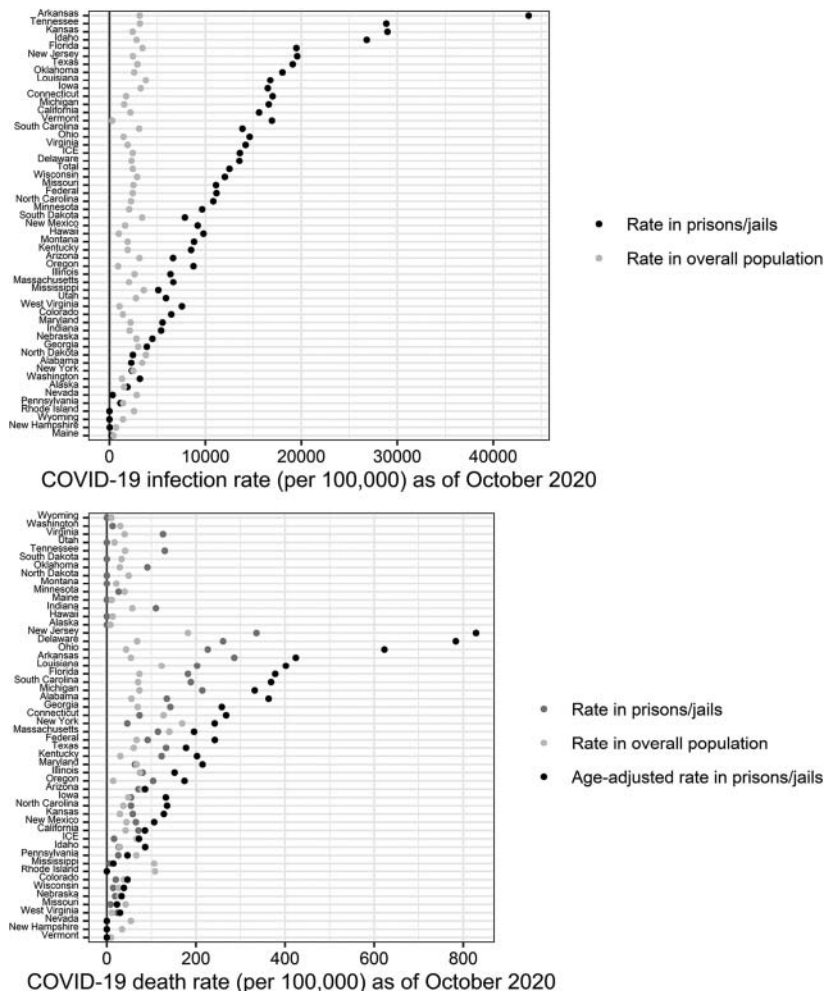 Arkansas
Tennessee
Kansas
Idaho
Florida
New Jersey
Texas
Oklahoma
Louisiana
Iowa
Connecticut
Michigan
California
Vermont
South Carolina
Ohio
Virginia
ICE
Delaware
Total
Wisconsin
Missouri
Federal
North Carolina
Minnesota
South Dakota
New Mexico
Hawaii
Montana
Kentucky
Arizona
Oregon
Illinois
Massachusetts
Mississippi
Utah
West Virginia
Colorado
Maryland
Indiana
Nebraska
Georgia
North Dakota
Alabama
New York
Washington
Alaska
Nevada
Pennsylvania
Rhode Island
Wyoming
New Hampshire
Maine
0 10000 20000 30000 40000
COVID-19 infection rate (per 100,000) as of October 2020
Rate in prisons/jails
Rate in overall population
Wyoming
Washington
Virginia
Utah
Tennessee
South Dakota
Oklahoma
North Dakota
Montana
Minnesota
Maine
Indiana
Hawaii
Alaska
New Jersey
Delaware
Ohio
Arkansas
Louisiana
Florida
South Carolina
Michigan
Alabama
Georgia
Connecticut
New York
Massachusetts
Federal
Texas
Kentucky
Maryland
Illinois
Oregon
Arizona
Iowa
North Carolina
Kansas
New Mexico
California
ICE
Idaho
Pennsylvania
Mississippi
Rhode Island
Colorado
Wisconsin
Nebraska
Missouri
West Virginia
Nevada
New Hampshire
Vermont
0 200 400 600 800
COVID-19 death rate (per 100,000) as of October 2020
Rate in prisons/jails
Rate in overall population
Age-adjusted rate in prisons/jails